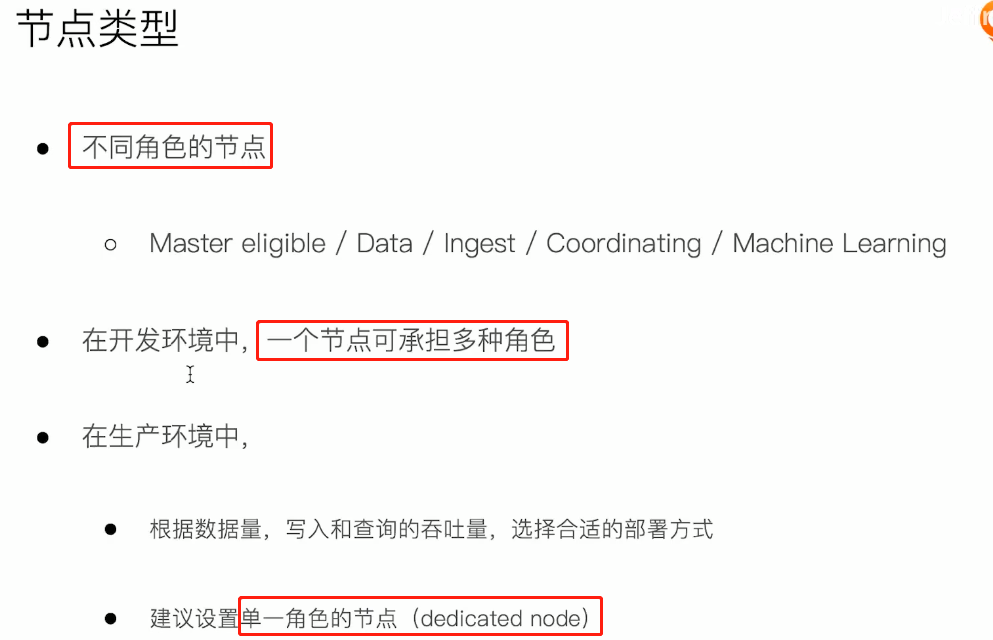 节点类型
不同角色的节点
Master eligible / Data / Ingest / Coordinating / Machine Learning
在开发环境中, 一个节点可承担多种角色
在生产环境中,
根据数据量，写入和查询的吞吐量，选择合适的部署方式
建议设置单一角色的节点（dedicated node）